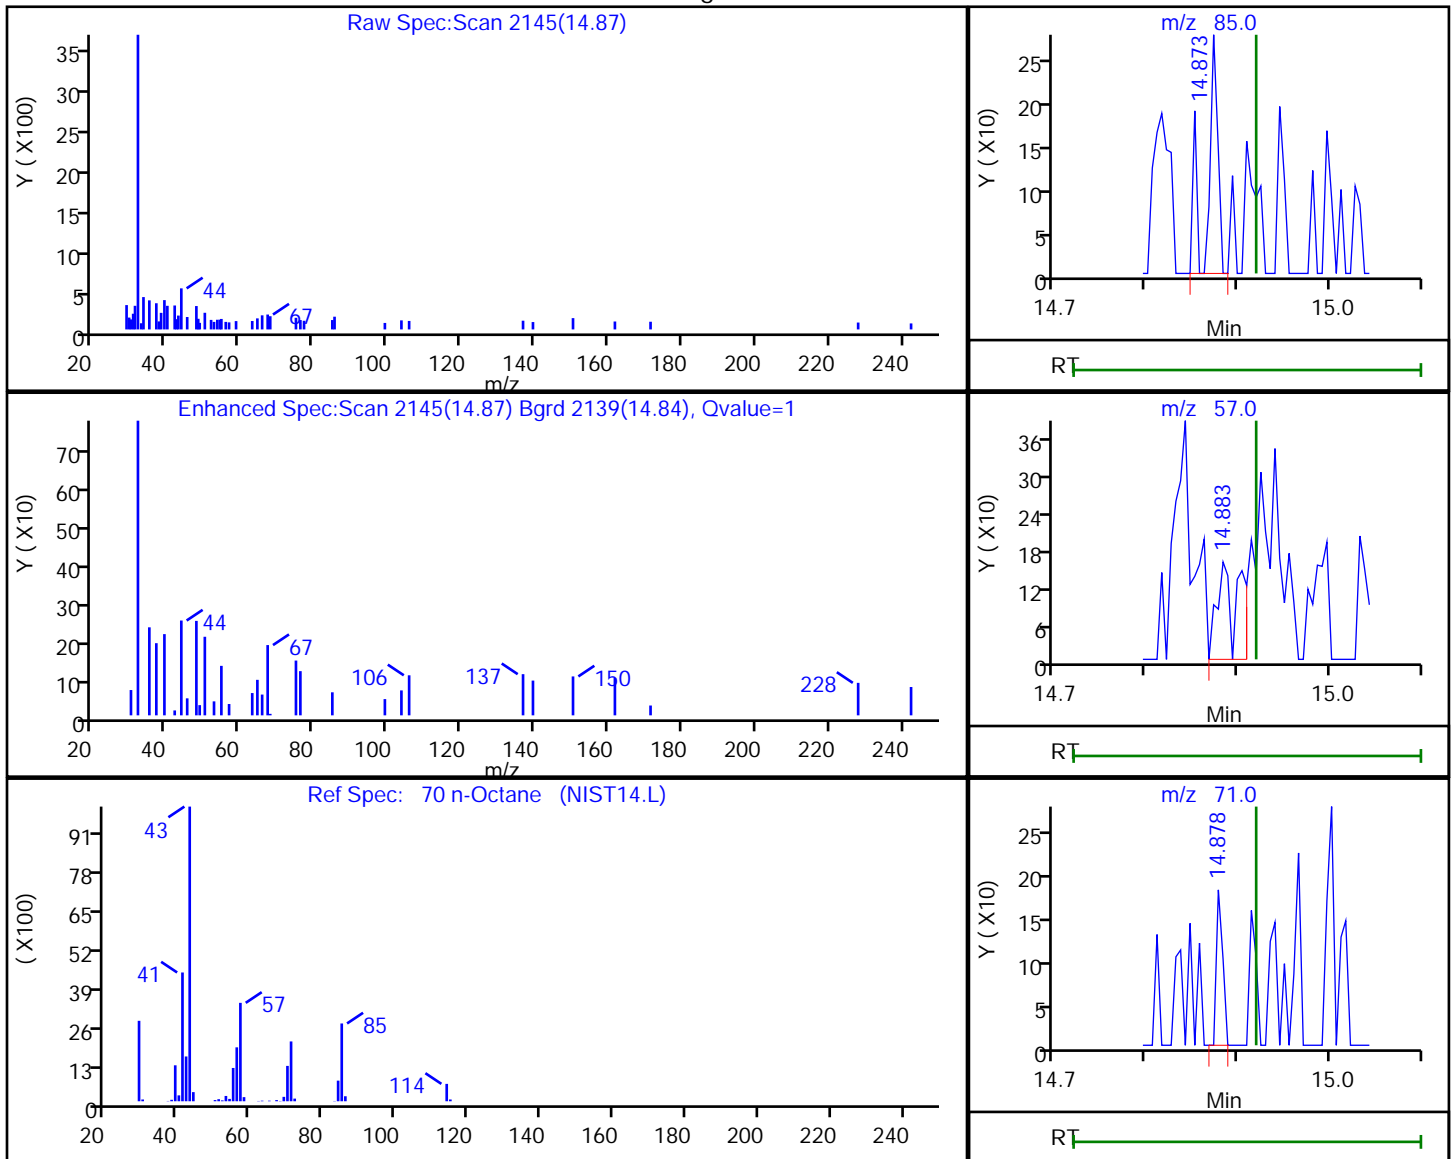 Raw Spec:Scan 2145(14.87)
Y ( X100)
35
30
25
20
15
10
5
0
44
67
20 40 60 80 100 120 140 160 180 200 220 240
m/z
m/z 85.0
Y ( X10)
25
20
15
10
5
0
14.873
14.7 15.0
Min
RT
Enhanced Spec:Scan 2145(14.87) Bgrd 2139(14.84), Qvalue=1
Y ( X10)
70
60
50
40
30
20
10
0
44
67
106
137
150
228
20 40 60 80 100 120 140 160 180 200 220 240
m/z
m/z 57.0
Y ( X10)
36
30
24
18
12
6
0
14.883
14.7 15.0
Min
RT
Ref Spec: 70 n-Octane (NIST14.L)
( X100)
91
78
65
52
39
26
13
0
43
41
57
85
114
20 40 60 80 100 120 140 160 180 200 220 240
m/z 71.0
Y ( X10)
25
20
15
10
5
0
14.878
14.7 15.0
Min
RT